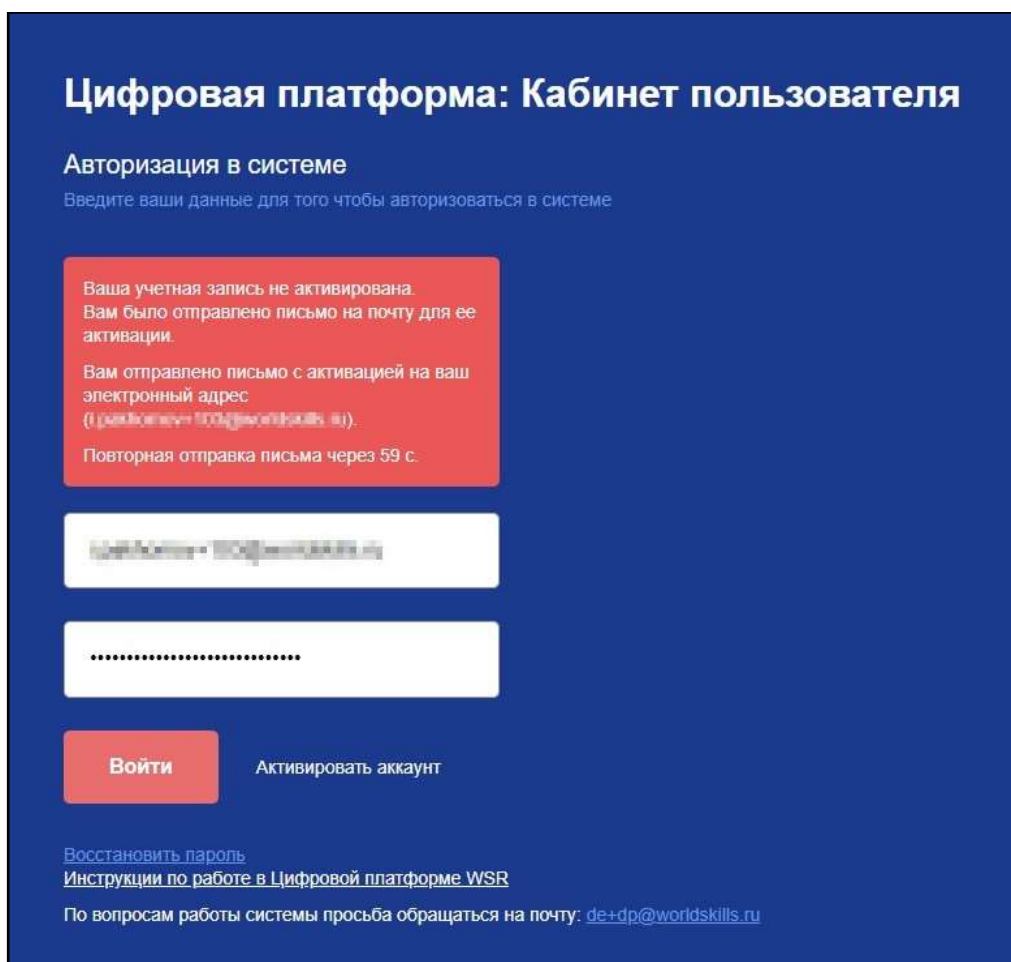 Цифровая платформа: Кабинет пользователя
Авторизация в системе
Введите ваши данные для того чтобы авторизоваться в системе
Ваша учетная запись не активирована.
Вам было отправлено письмо на почту для ее
активации.
Вам отправлено письмо с активацией на ваш
электронный адрес
Повторная отправка письма через 59 с.
Войти
Активировать аккаунт
Восстановить пароль
Инструкции по работе в Цифровой платформе WSR
По вопросам работы системы просьба обращаться на почту: de+dp@worldskills.ru